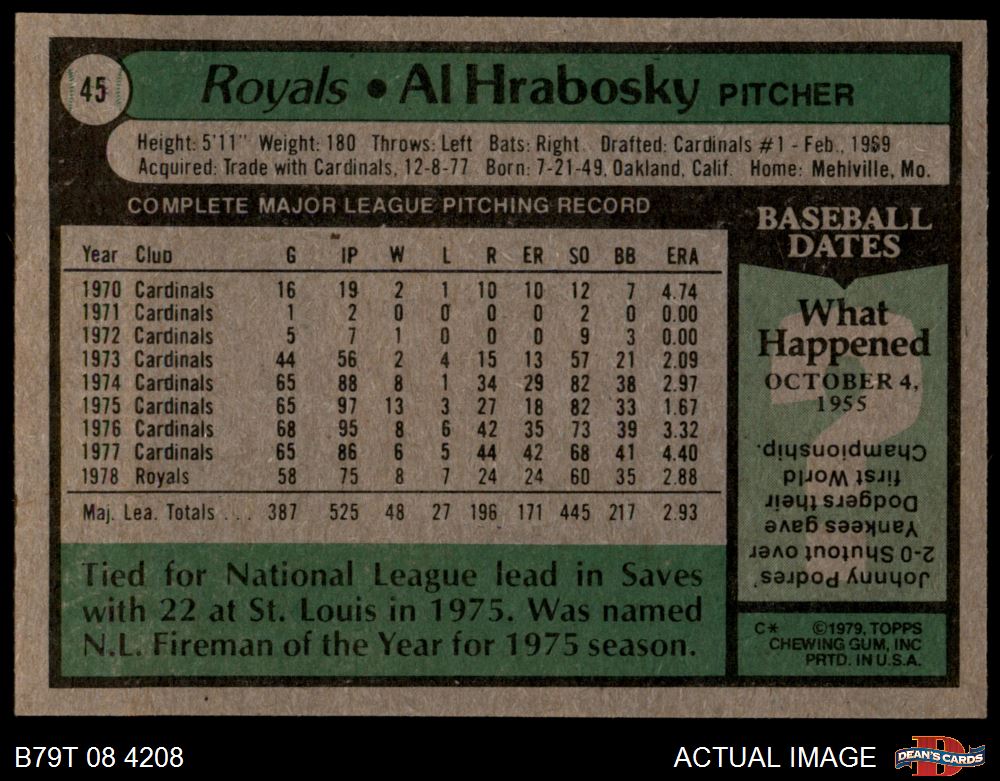 45
Royals • Al Hrabosky PITCHER
Height: 5'11" Weight: 180 Throws: Left Bats: Right. Drafted: Cardinals #1 - Feb., 1969
Acquired: Trade with Cardinals, 12-8-77 Born: 7-21-49, Oakland, Calif. Home: Mehlville, Mo.
COMPLETE MAJOR LEAGUE PITCHING RECORD
Year Club G IP W L R ER SO BB ERA
1970 Cardinals 16 19 2 1 10 10 12 7 4.74
1971 Cardinals 1 2 0 0 0 0 2 0 0.00
1972 Cardinals 5 7 1 0 0 0 9 3 0.00
1973 Cardinals 44 56 2 4 15 13 57 21 2.09
1974 Cardinals 65 88 8 1 34 29 82 38 2.97
1975 Cardinals 65 97 13 3 27 18 82 33 1.67
1976 Cardinals 68 95 8 6 42 35 73 39 3.32
1977 Cardinals 65 86 6 5 44 42 68 41 4.40
1978 Royals 58 75 8 7 24 24 60 35 2.88
Maj. Lea. Totals ... 387 525 48 27 196 171 445 217 2.93
Tied for National League lead in Saves
with 22 at St. Louis in 1975. Was named
N.L. Fireman of the Year for 1975 season.
BASEBALL
DATES
What
Happened
OCTOBER 4,
1955
Johnny Podres'
2-0 Shutout over
Yankees gave
Dodgers their
first World
Championship.
C* ©1979, TOPPS
CHEWING GUM, INC
PRTD. IN U.S.A.
B79T 08 4208
ACTUAL IMAGE
D
DEAN'S CARDS